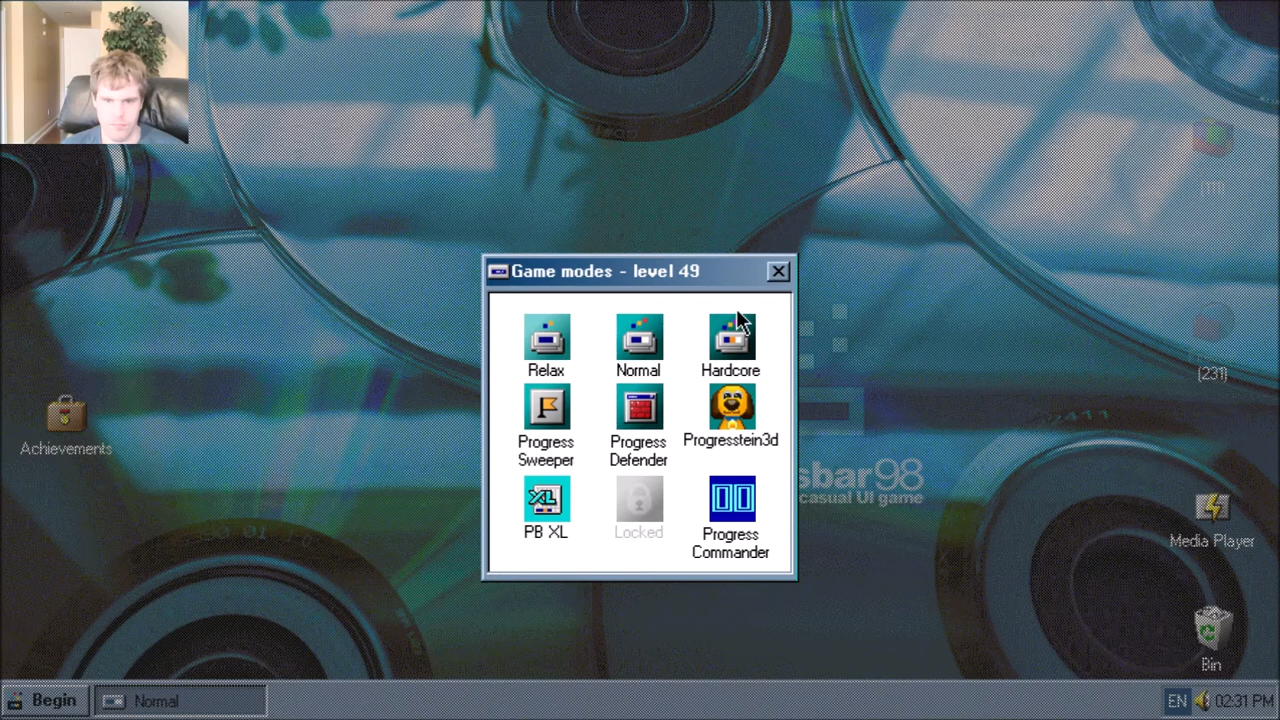 Game modes - level 49
Relax
Normal
Hardcore
Progress
Sweeper
Progress
Defender
Progresstein3d
XL
PB XL
Locked
Progress
Commander
(231)
Achievements
sbar98
casual UI game
Media Player
Bin
Begin
Normal
EN
02:31 PM